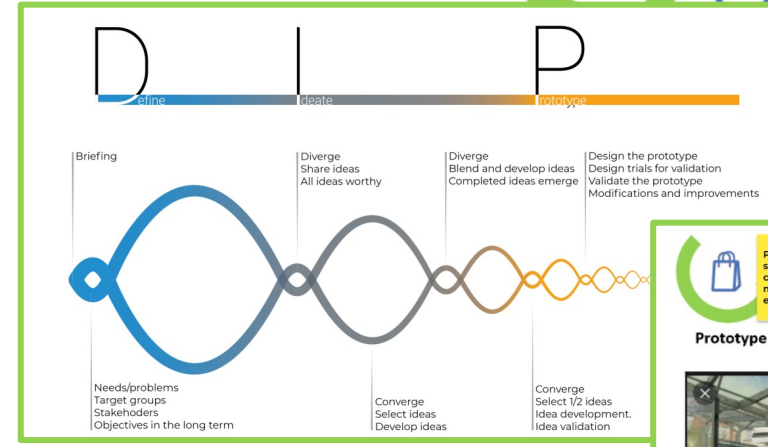 D I P
efine ideate rototype
Briefing
Diverge
Share ideas
All ideas worthy
Diverge
Blend and develop ideas
Completed ideas emerge
Design the prototype
Design trials for validation
Validate the prototype
Modifications and improvements
Needs/problems
Target groups
Stakehoders
Objectives in the long term
Converge
Select ideas
Develop ideas
Converge
Select 1/2 ideas
Idea development.
Idea validation
Prototype